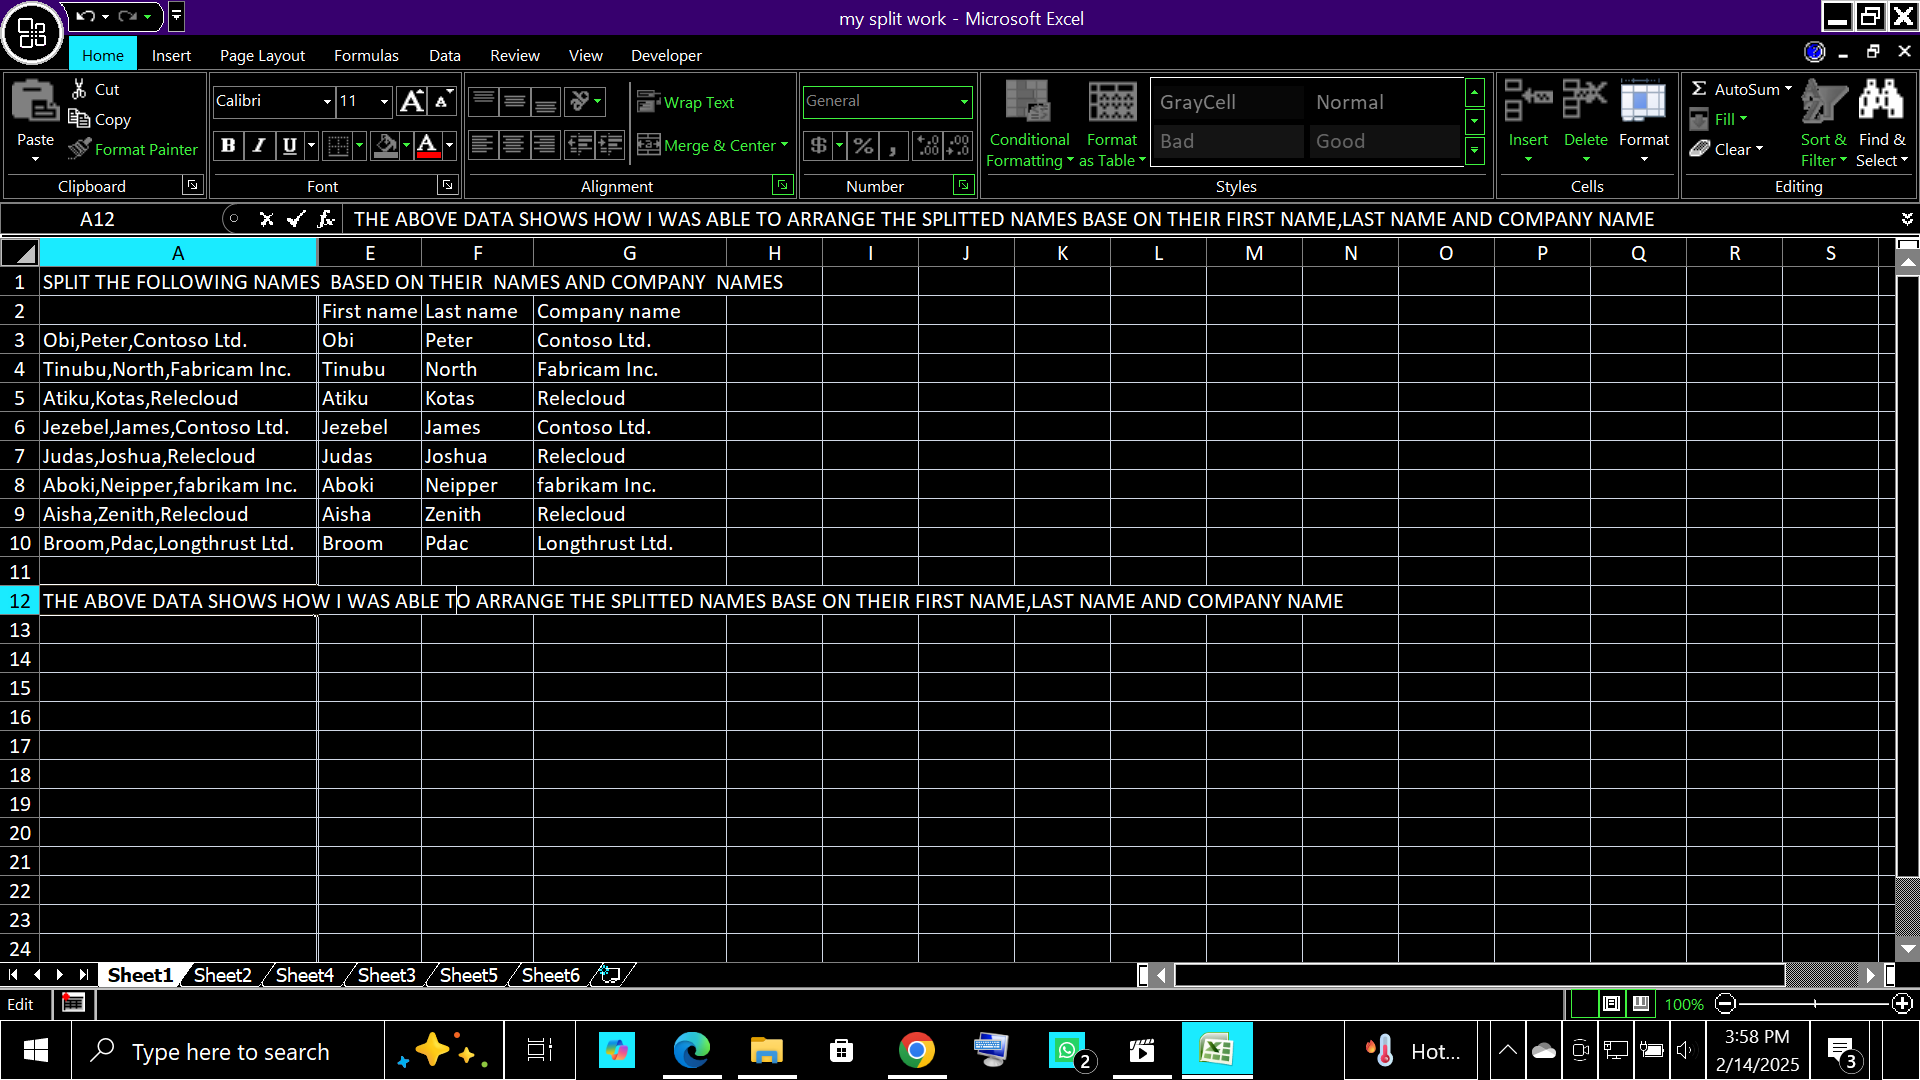 my split work - Microsoft Excel
Home Insert Page Layout Formulas Data Review View Developer
Paste Cut Copy Format Painter
Calibri 11
B I U A
Wrap Text
Merge & Center
General
$ % ,
Conditional Formatting
Format as Table
GrayCell Normal
Bad Good
Insert Delete Format
AutoSum
Fill
Clear
Sort & Filter
Find & Select
Clipboard Font Alignment Number Styles Cells Editing
A12 fx THE ABOVE DATA SHOWS HOW I WAS ABLE TO ARRANGE THE SPLITTED NAMES BASE ON THEIR FIRST NAME,LAST NAME AND COMPANY NAME
A E F G H I J K L M N O P Q R S
1 SPLIT THE FOLLOWING NAMES  BASED ON THEIR  NAMES AND COMPANY  NAMES
2 First name Last name Company name
3 Obi,Peter,Contoso Ltd. Obi Peter Contoso Ltd.
4 Tinubu,North,Fabricam Inc. Tinubu North Fabricam Inc.
5 Atiku,Kotas,Relecloud Atiku Kotas Relecloud
6 Jezebel,James,Contoso Ltd. Jezebel James Contoso Ltd.
7 Judas,Joshua,Relecloud Judas Joshua Relecloud
8 Aboki,Neipper,fabrikam Inc. Aboki Neipper fabrikam Inc.
9 Aisha,Zenith,Relecloud Aisha Zenith Relecloud
10 Broom,Pdac,Longthrust Ltd. Broom Pdac Longthrust Ltd.
11
12 THE ABOVE DATA SHOWS HOW I WAS ABLE TO ARRANGE THE SPLITTED NAMES BASE ON THEIR FIRST NAME,LAST NAME AND COMPANY NAME
13
14
15
16
17
18
19
20
21
22
23
24
Sheet1 Sheet2 Sheet4 Sheet3 Sheet5 Sheet6
Edit 100%
Type here to search 2 Hot... 3:58 PM
2/14/2025 3